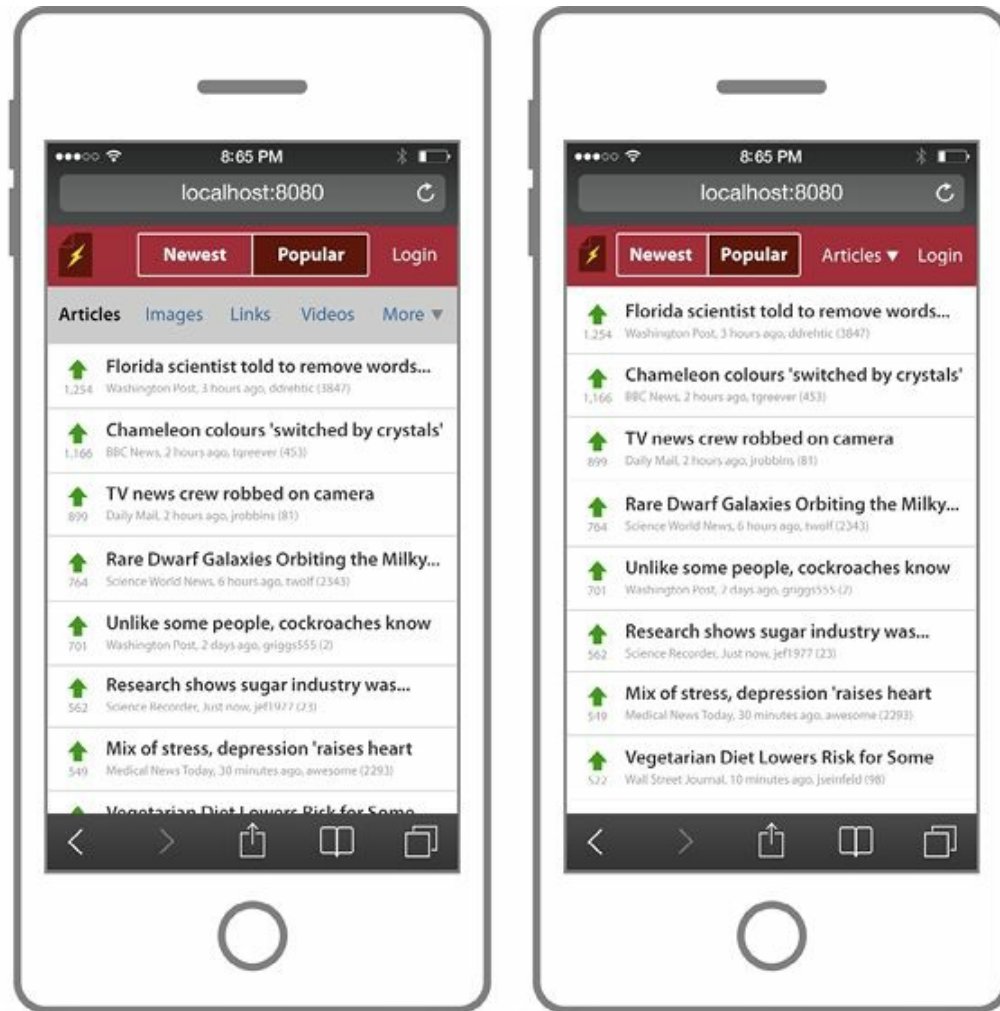 8:65 PM
localhost:8080
Newest Popular Login
Articles Images Links Videos More ▼
Florida scientist told to remove words...
1,254 Washington Post, 3 hours ago, ddrehtic (3847)
Chameleon colours 'switched by crystals'
1,166 BBC News, 2 hours ago, tgreever (453)
TV news crew robbed on camera
899 Daily Mail, 2 hours ago, jrobbins (81)
Rare Dwarf Galaxies Orbiting the Milky...
764 Science World News, 6 hours ago, twolf (2343)
Unlike some people, cockroaches know
701 Washington Post, 2 days ago, griggs555 (2)
Research shows sugar industry was...
562 Science Recorder, Just now, jef1977 (23)
Mix of stress, depression 'raises heart
549 Medical News Today, 30 minutes ago, awesome (2293)
Vegetarian Diet Lowers Risk for Some
8:65 PM
localhost:8080
Newest Popular Articles ▼ Login
Florida scientist told to remove words...
1,254 Washington Post, 3 hours ago, ddrehtic (3847)
Chameleon colours 'switched by crystals'
1,166 BBC News, 2 hours ago, tgreever (453)
TV news crew robbed on camera
899 Daily Mail, 2 hours ago, jrobbins (81)
Rare Dwarf Galaxies Orbiting the Milky...
764 Science World News, 6 hours ago, twolf (2343)
Unlike some people, cockroaches know
701 Washington Post, 2 days ago, griggs555 (2)
Research shows sugar industry was...
562 Science Recorder, Just now, jef1977 (23)
Mix of stress, depression 'raises heart
549 Medical News Today, 30 minutes ago, awesome (2293)
Vegetarian Diet Lowers Risk for Some
522 Wall Street Journal, 10 minutes ago, jseinfeld (98)